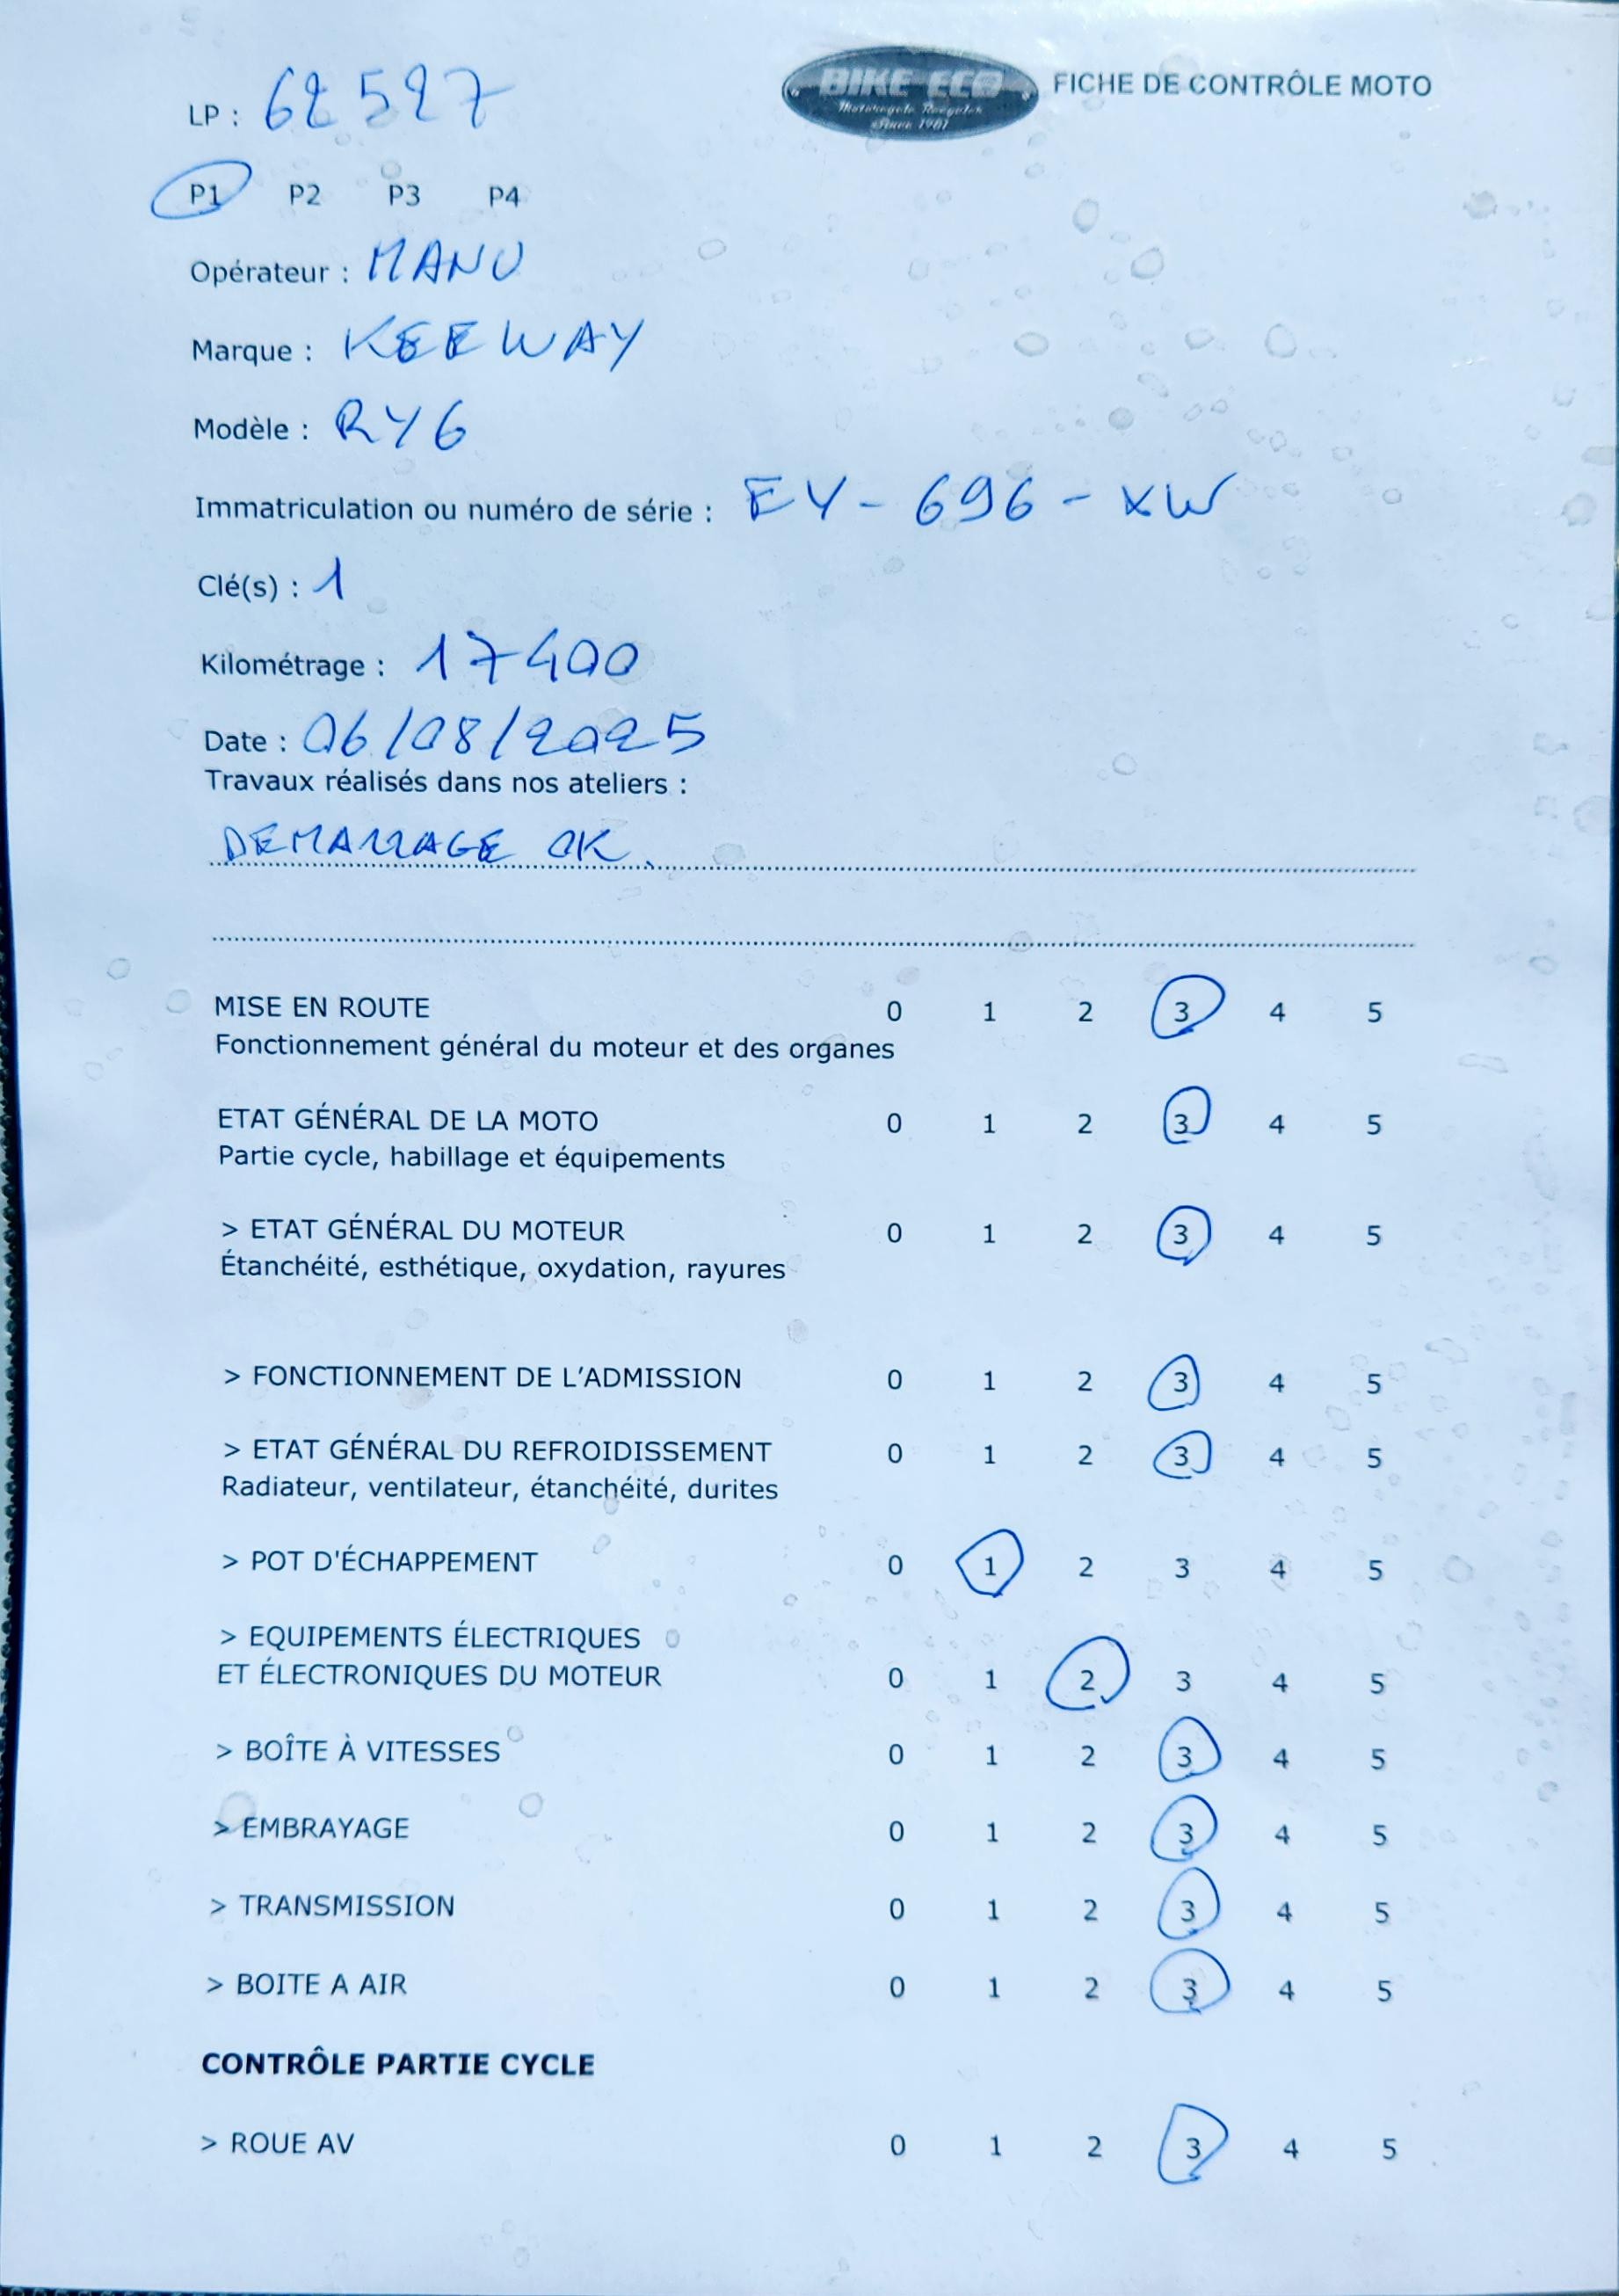 LP : 62527
BIKE ECO
Motorcycle Recycler
Since 1981
FICHE DE CONTRÔLE MOTO
P1 P2 P3 P4
Opérateur : MANU
Marque : KEEWAY
Modèle : RY6
Immatriculation ou numéro de série : EY-696-XW
Clé(s) : 1
Kilométrage : 17400
Date : 06/08/2025
Travaux réalisés dans nos ateliers :
DEMARRAGE OK.
MISE EN ROUTE 0 1 2 3 4 5
Fonctionnement général du moteur et des organes
ETAT GÉNÉRAL DE LA MOTO 0 1 2 3 4 5
Partie cycle, habillage et équipements
> ETAT GÉNÉRAL DU MOTEUR 0 1 2 3 4 5
Étanchéité, esthétique, oxydation, rayures
> FONCTIONNEMENT DE L'ADMISSION 0 1 2 3 4 5
> ETAT GÉNÉRAL DU REFROIDISSEMENT 0 1 2 3 4 5
Radiateur, ventilateur, étanchéité, durites
> POT D'ÉCHAPPEMENT 0 1 2 3 4 5
> EQUIPEMENTS ÉLECTRIQUES
ET ÉLECTRONIQUES DU MOTEUR 0 1 2 3 4 5
> BOÎTE À VITESSES 0 1 2 3 4 5
> EMBRAYAGE 0 1 2 3 4 5
> TRANSMISSION 0 1 2 3 4 5
> BOITE A AIR 0 1 2 3 4 5
CONTRÔLE PARTIE CYCLE
> ROUE AV 0 1 2 3 4 5